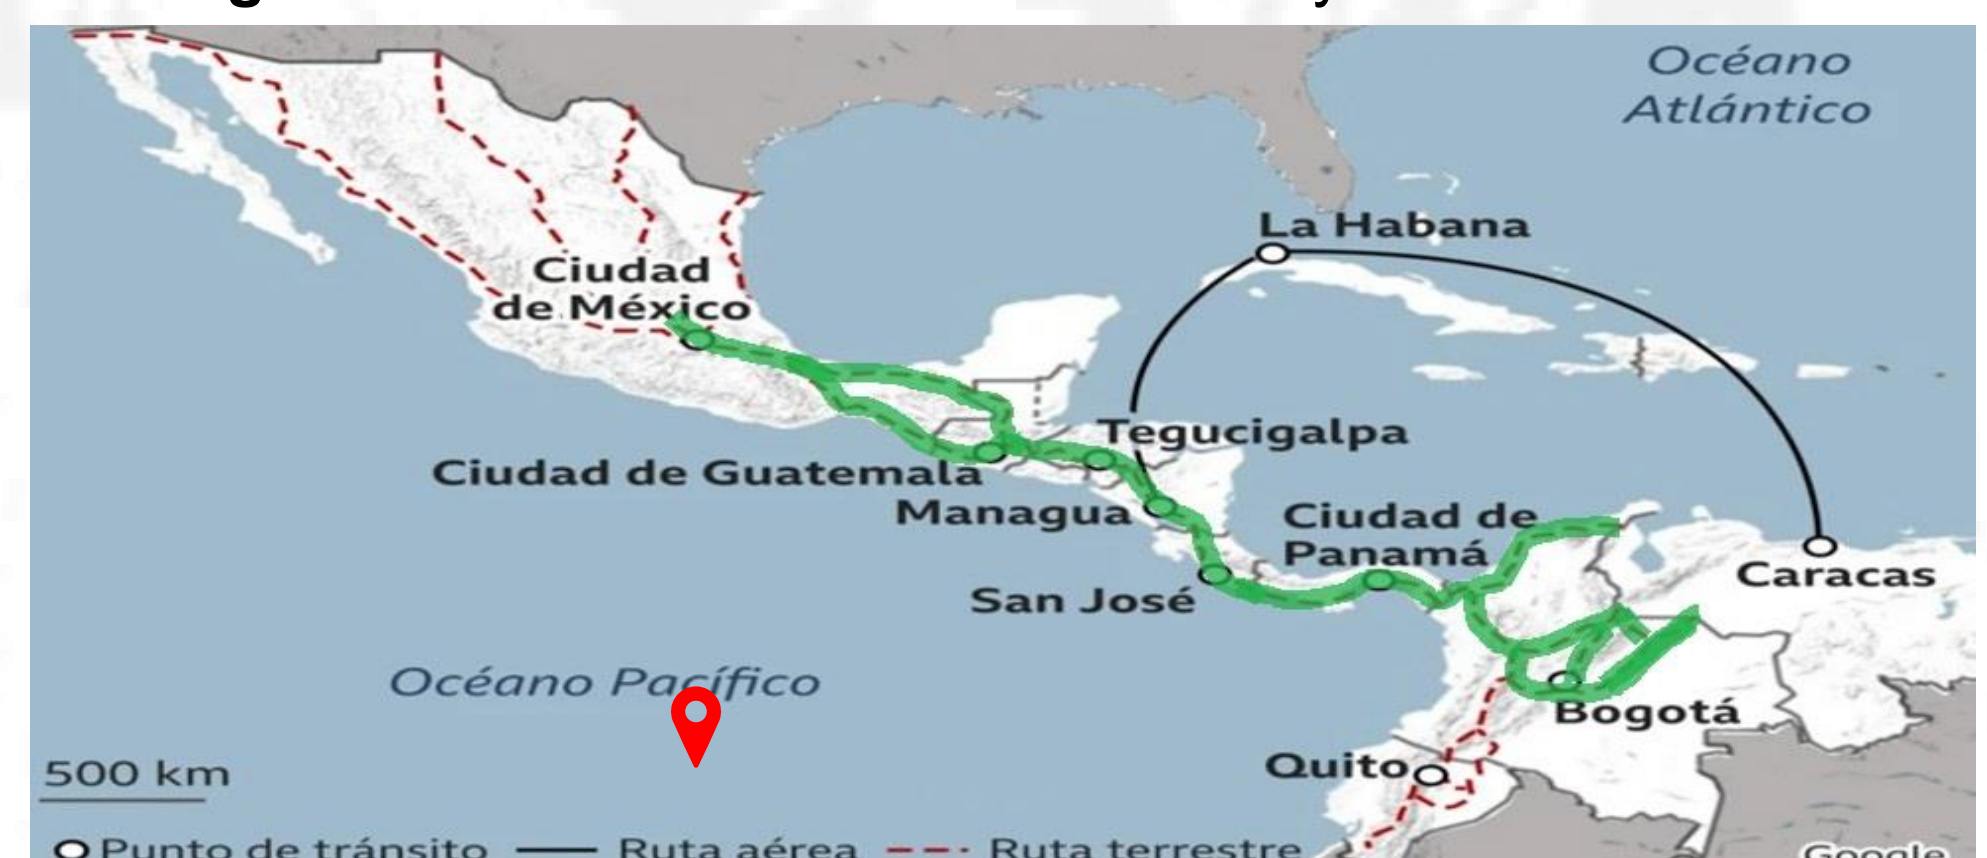 Océano
Atlántico
La Habana
Ciudad
de México
Tegucigalpa
Ciudad de Guatemala
Managua
Ciudad de
Panamá
Caracas
San José
Océano Pacífico
Bogotá
Quito
500 km
Punto de tránsito
Ruta aérea
Ruta terrestre
Google